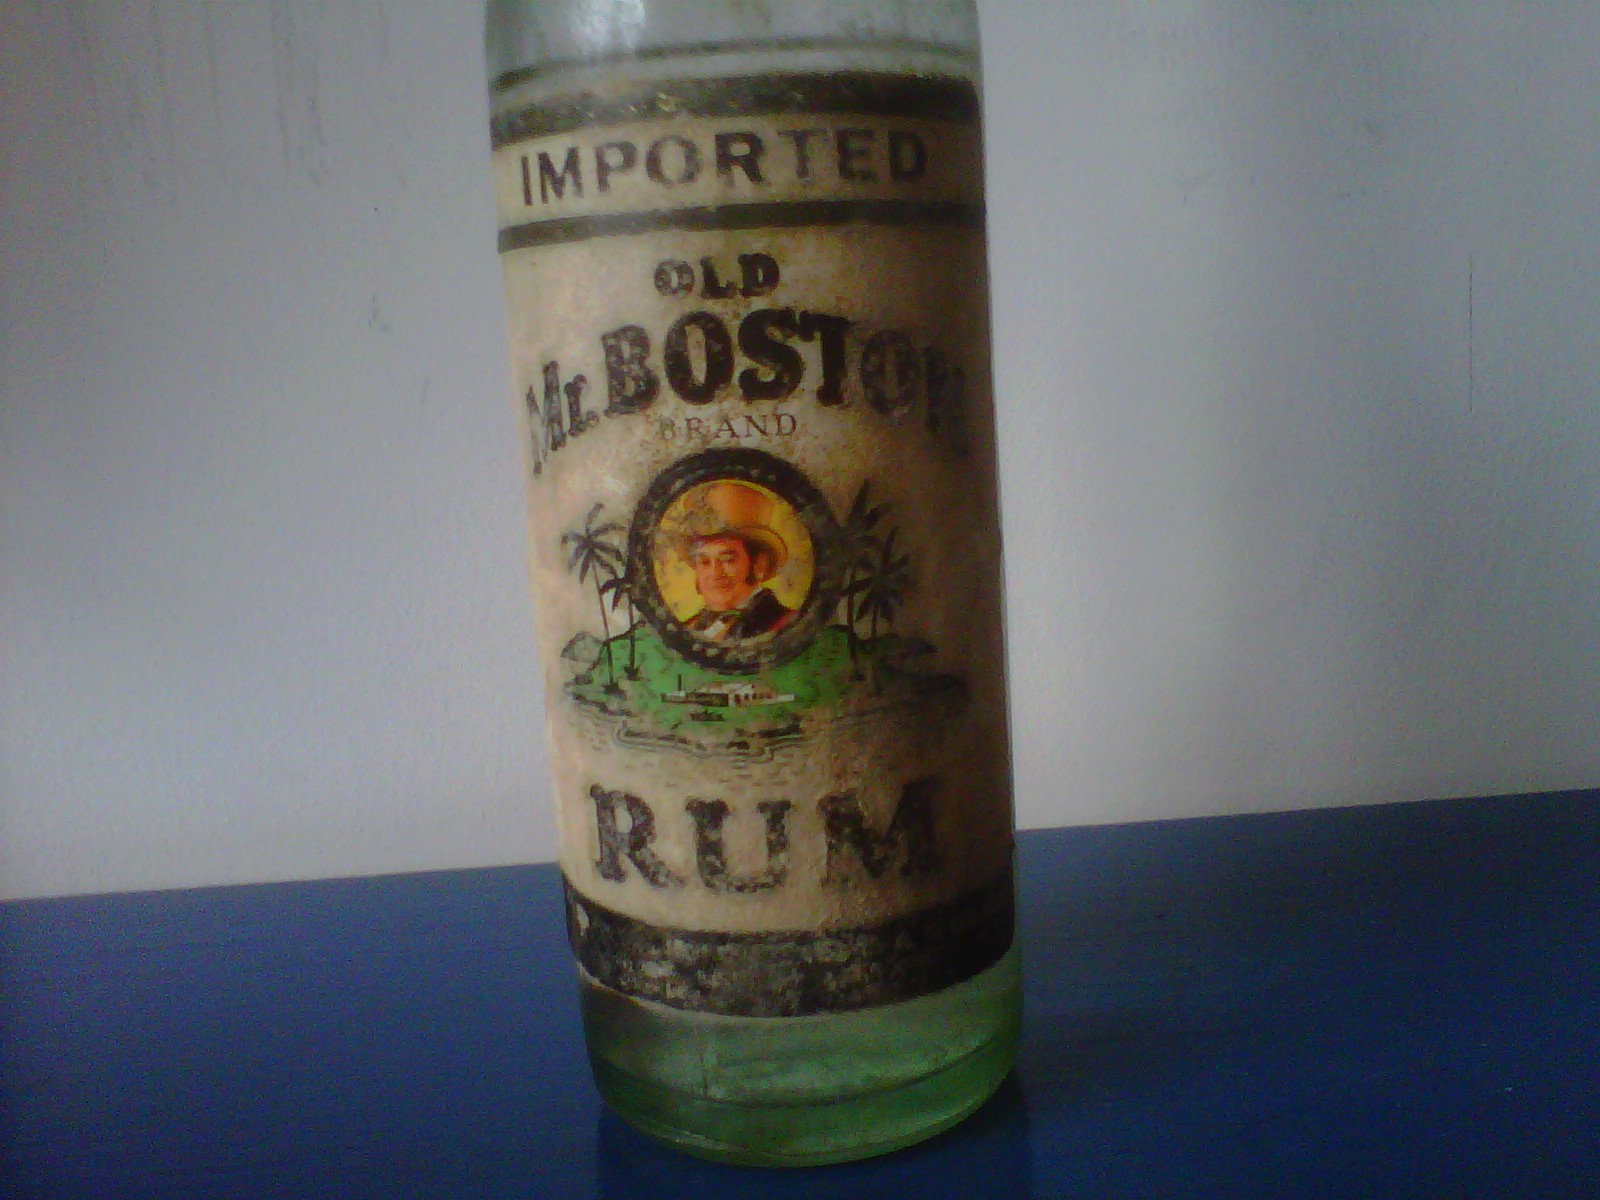 IMPORTED
OLD
Mr. BOSTON
BRAND
RUM